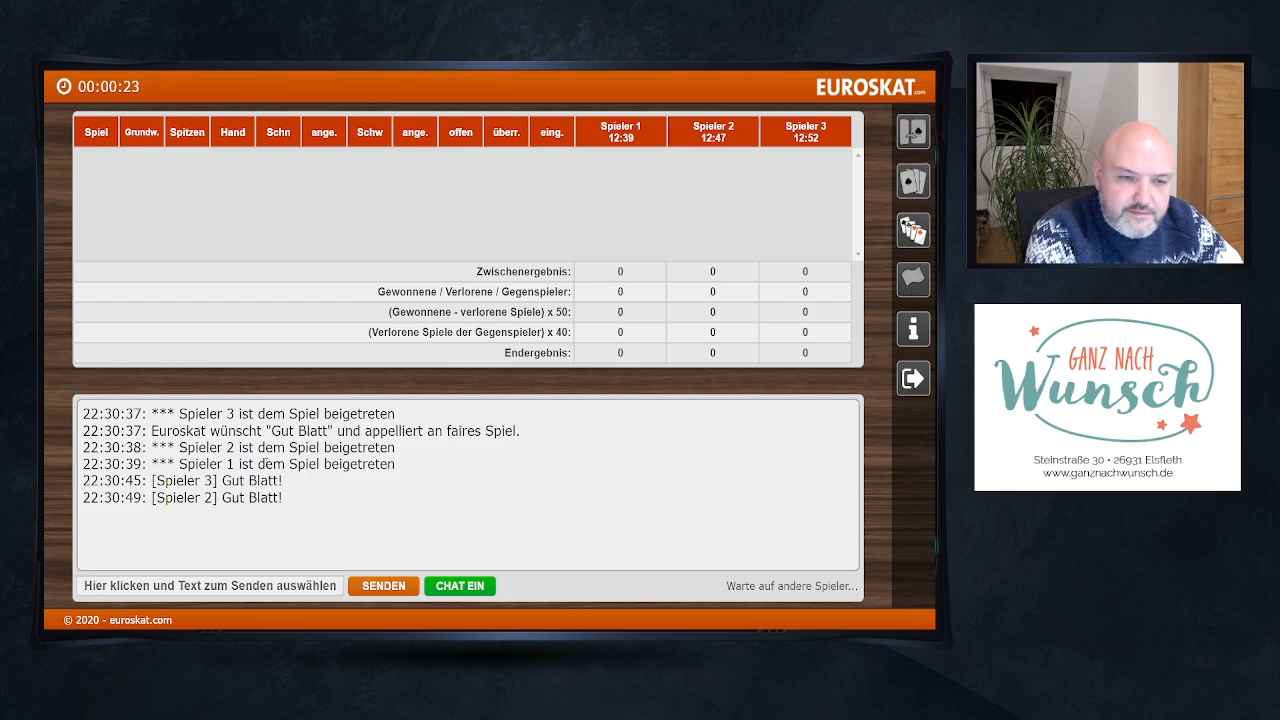 00:00:23
EUROSKAT.com
Spiel Grundw. Spitzen Hand Schn ange. Schw ange. offen überr. eing. Spieler 1 Spieler 2 Spieler 3
12:39 12:47 12:52
Zwischenergebnis: 0 0 0
Gewonnene / Verlorene / Gegenspieler: 0 0 0
(Gewonnene - verlorene Spiele) x 50: 0 0 0
(Verlorene Spiele der Gegenspieler) x 40: 0 0 0
Endergebnis: 0 0 0
22:30:37: *** Spieler 3 ist dem Spiel beigetreten
22:30:37: Euroskat wünscht "Gut Blatt" und appelliert an faires Spiel.
22:30:38: *** Spieler 2 ist dem Spiel beigetreten
22:30:39: *** Spieler 1 ist dem Spiel beigetreten
22:30:45: [Spieler 3] Gut Blatt!
22:30:49: [Spieler 2] Gut Blatt!
Hier klicken und Text zum Senden auswählen SENDEN CHAT EIN Warte auf andere Spieler...
© 2020 - euroskat.com
GANZ NACH
Wunsch
Steinstraße 30 • 26931 Elsfleth
www.ganznachwunsch.de